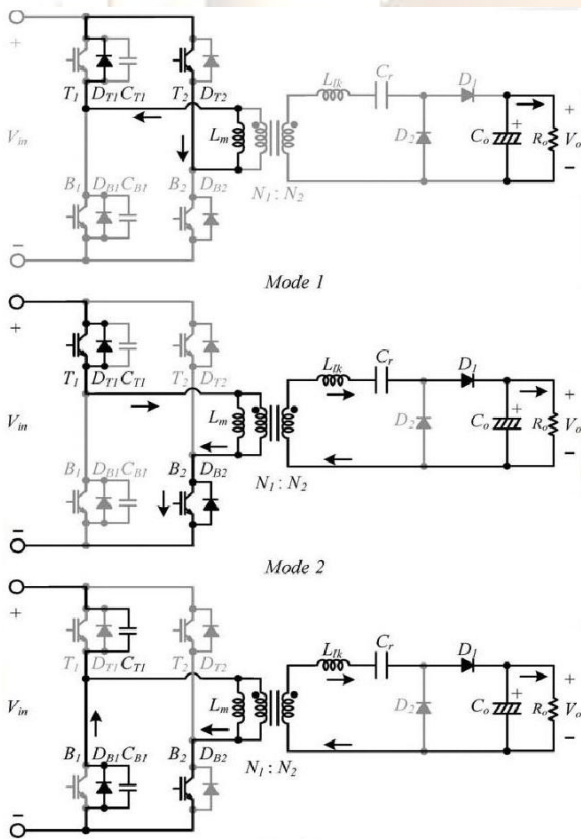 +
T1 DT1 CT1 T2 DT2
Llk Cr D1
Vin Lm D2 Co + Ro + Vo −
B1 DB1 CB1 B2 DB2 N1 : N2
−
Mode 1
+
T1 DT1 CT1 T2 DT2
Llk Cr D1
Vin Lm D2 Co + Ro + Vo −
B1 DB1 CB1 B2 DB2 N1 : N2
−
Mode 2
+
T1 DT1 CT1 T2 DT2
Llk Cr D1
Vin Lm D2 Co + Ro + Vo −
B1 DB1 CB1 B2 DB2 N1 : N2
−